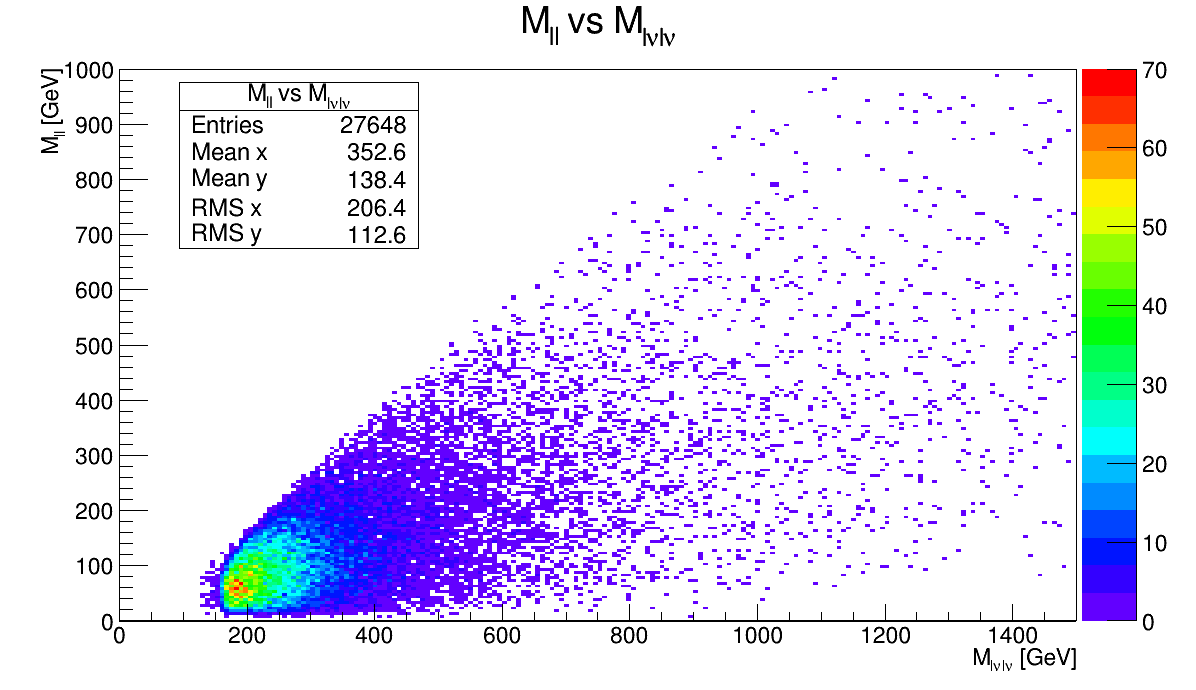 M_ll vs M_lνlν
M_ll [GeV]
1000
900
800
700
600
500
400
300
200
100
0
M_ll vs M_lνlν
Entries 27648
Mean x 352.6
Mean y 138.4
RMS x 206.4
RMS y 112.6
70
60
50
40
30
20
10
0
0 200 400 600 800 1000 1200 1400
M_lνlν [GeV]